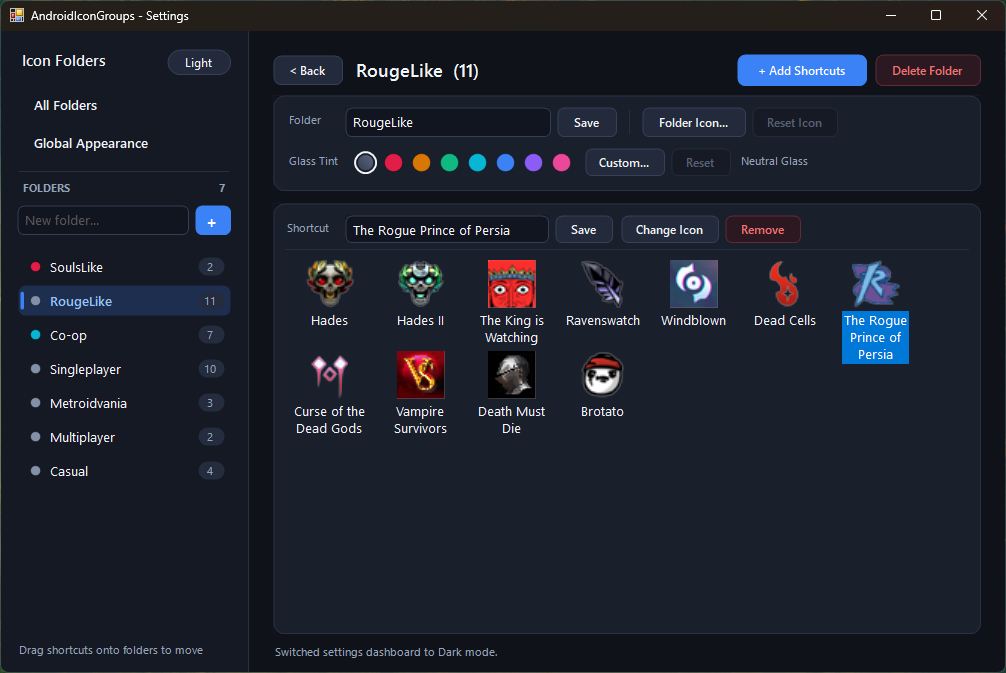 AndroidIconGroups - Settings
Icon Folders
Light
All Folders
Global Appearance
FOLDERS 7
New folder...
+
SoulsLike 2
RougeLike 11
Co-op 7
Singleplayer 10
Metroidvania 3
Multiplayer 2
Casual 4
Drag shortcuts onto folders to move
< Back
RougeLike (11)
+ Add Shortcuts
Delete Folder
Folder
RougeLike
Save
Folder Icon...
Reset Icon
Glass Tint
Custom...
Reset
Neutral Glass
Shortcut
The Rogue Prince of Persia
Save
Change Icon
Remove
Hades
Hades II
The King is
Watching
Ravenswatch
Windblown
Dead Cells
The Rogue
Prince of
Persia
Curse of the
Dead Gods
Vampire
Survivors
Death Must
Die
Brotato
Switched settings dashboard to Dark mode.